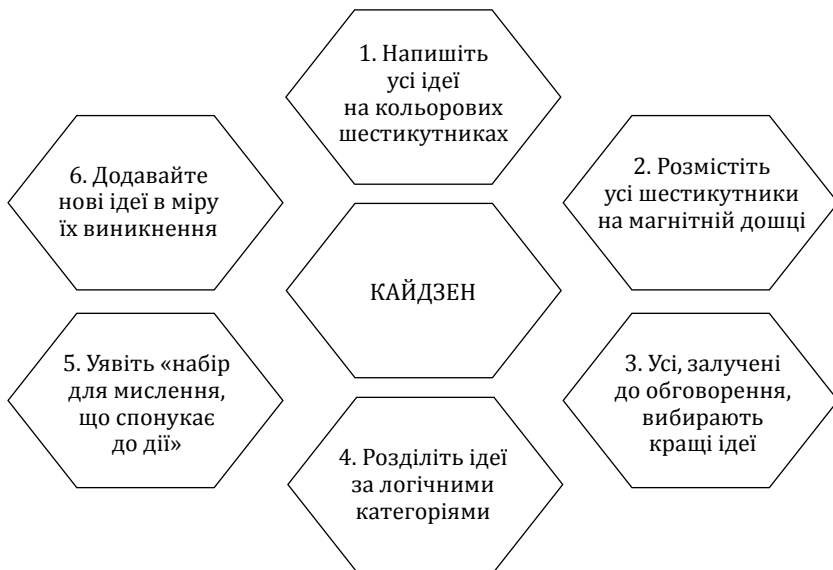 1. Напишіть
усі ідеї
на кольорових
шестикутниках
2. Розмістіть
усі шестикутники
на магнітній дошці
3. Усі, залучені
до обговорення,
вибирають
кращі ідеї
4. Розділіть ідеї
за логічними
категоріями
5. Уявіть «набір
для мислення,
що спонукає
до дії»
6. Додавайте
нові ідеї в міру
їх виникнення
КАЙДЗЕН